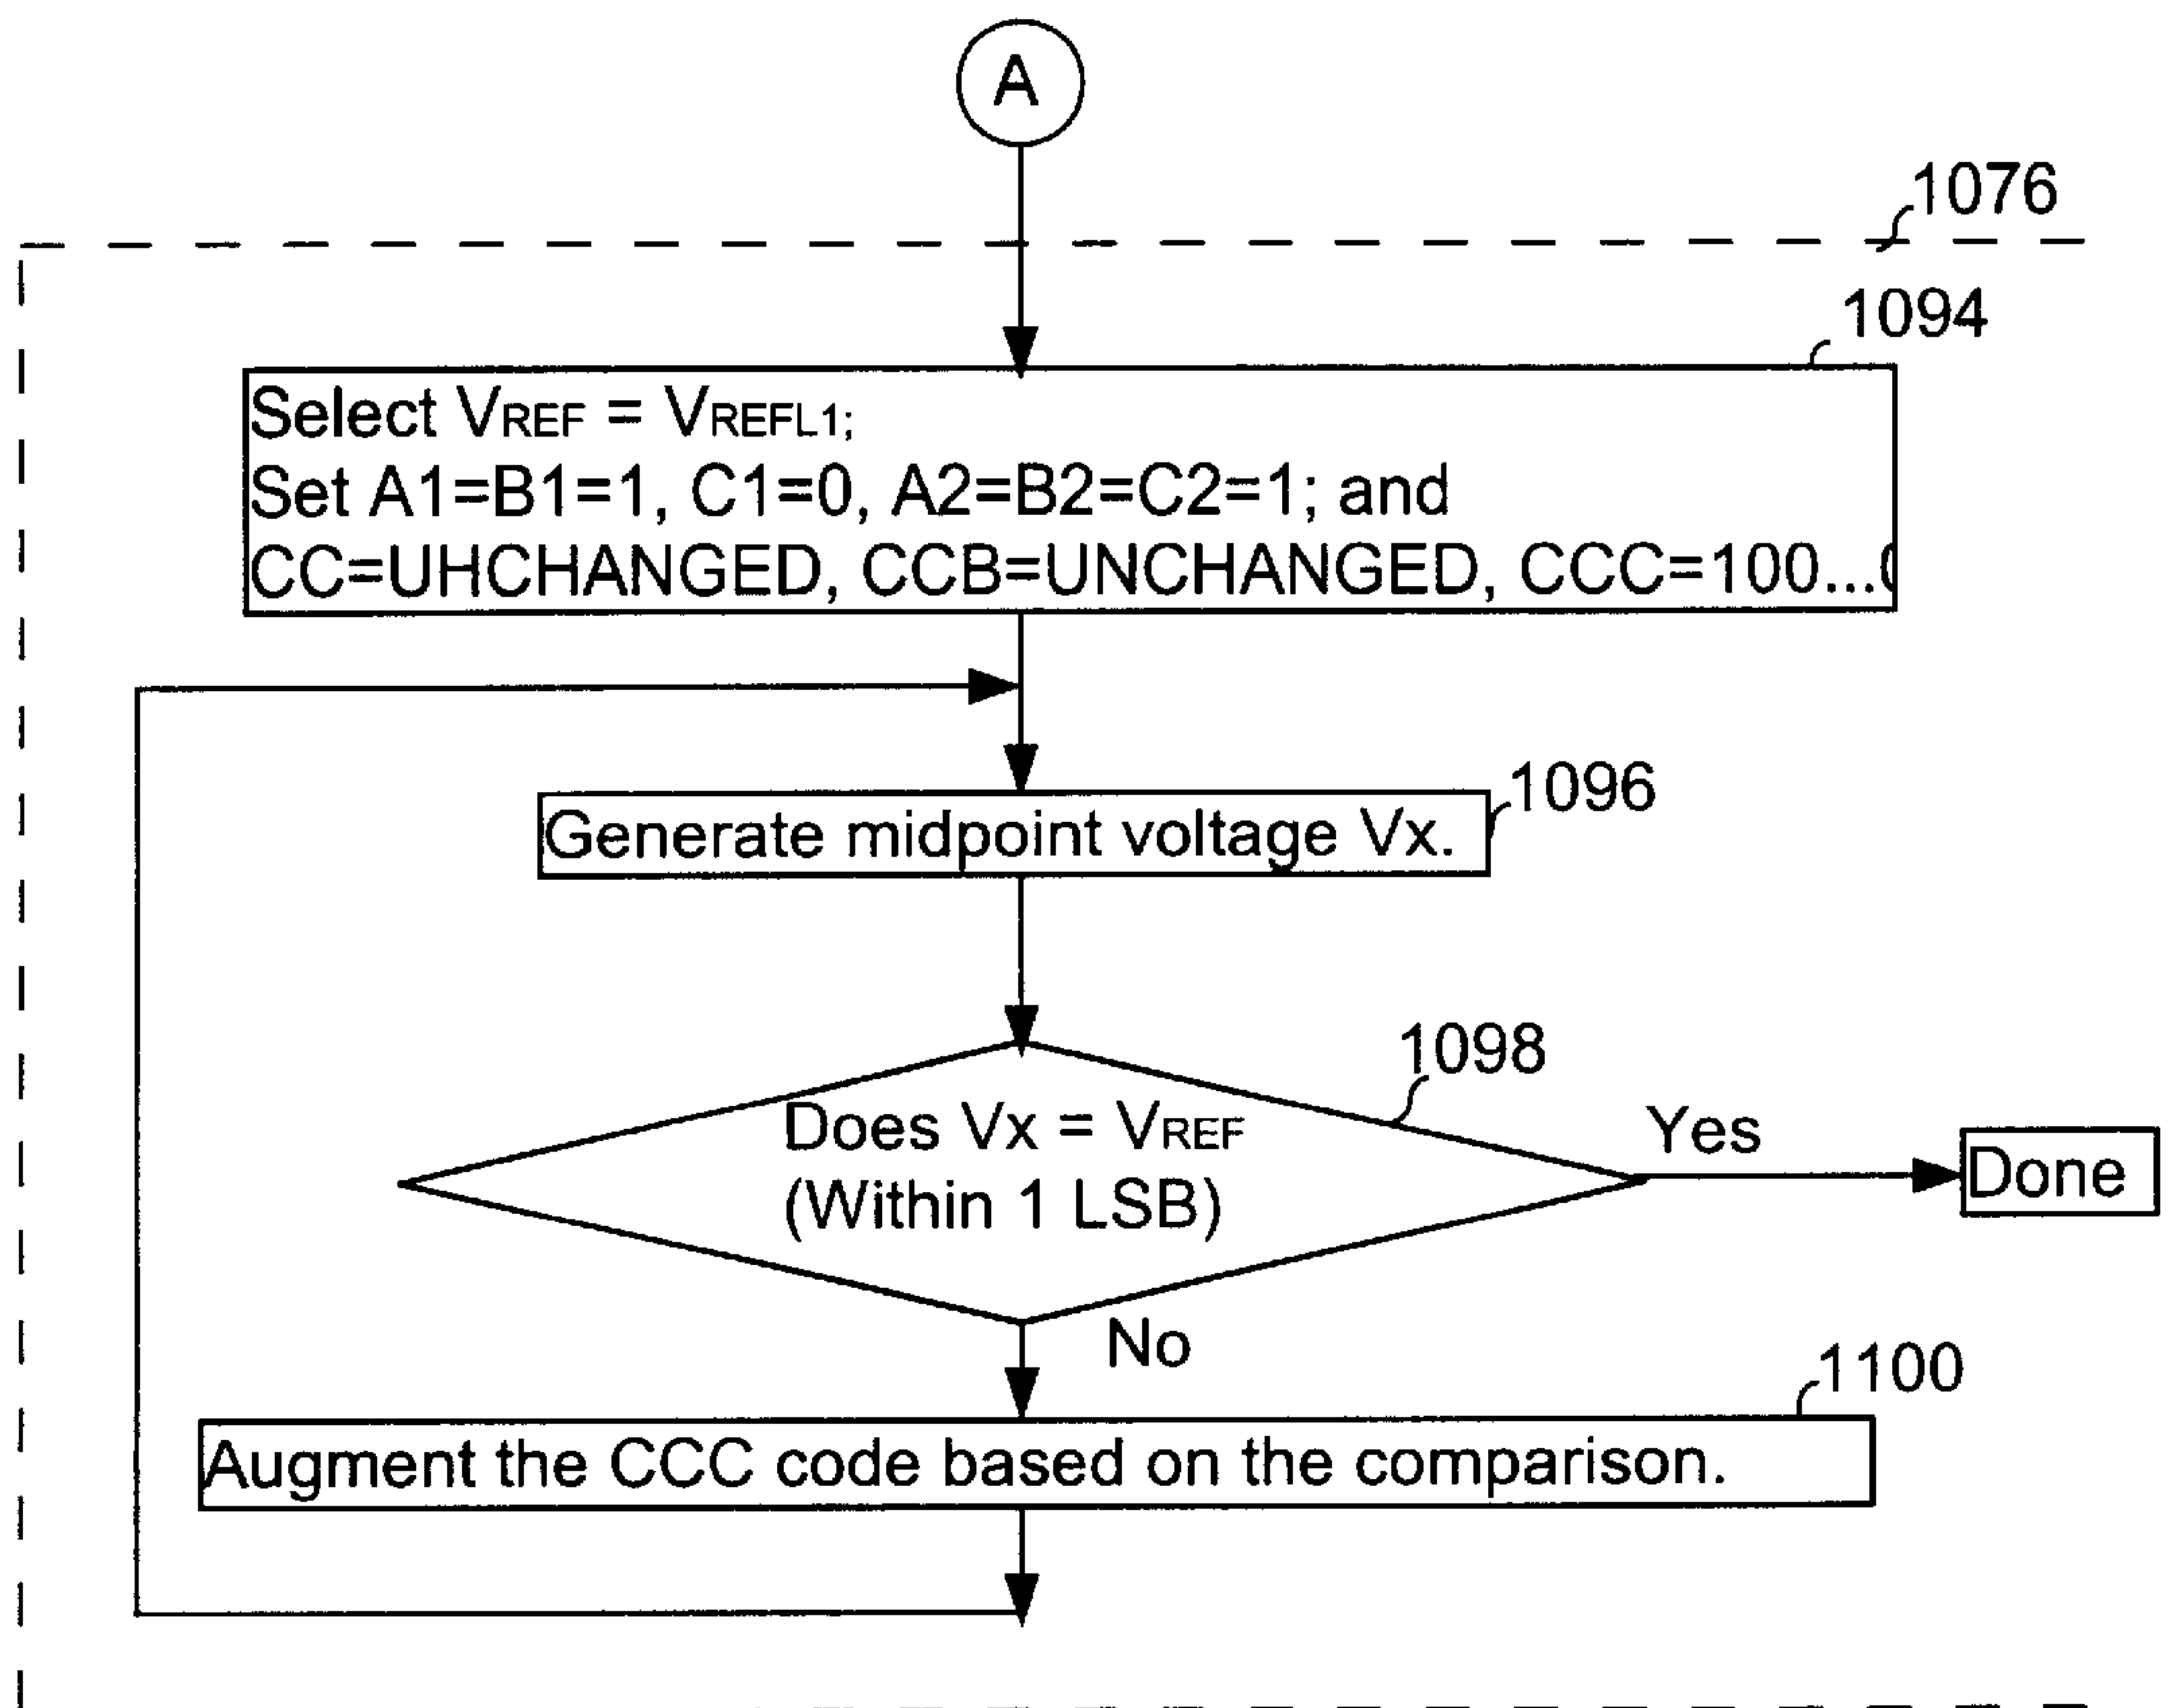 A
1076
1094
Select VREF = VREFL1;
Set A1=B1=1, C1=0, A2=B2=C2=1; and
CC=UHCHANGED, CCB=UNCHANGED, CCC=100...0
1096
Generate midpoint voltage Vx.
1098
Does Vx = VREF
(Within 1 LSB)
Yes
Done
No
1100
Augment the CCC code based on the comparison.